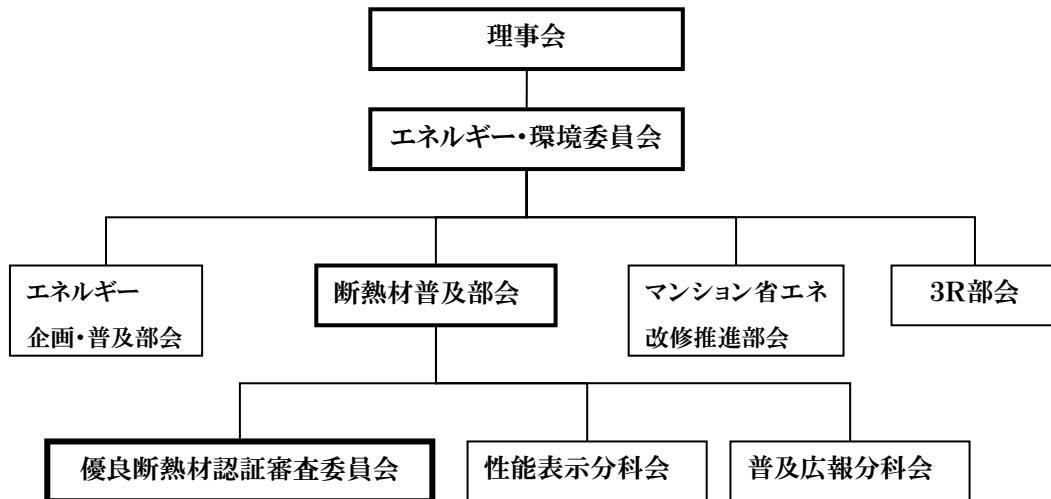 理事会
エネルギー・環境委員会
エネルギー
企画・普及部会
断熱材普及部会
マンション省エネ
改修推進部会
3R部会
優良断熱材認証審査委員会
性能表示分科会
普及広報分科会